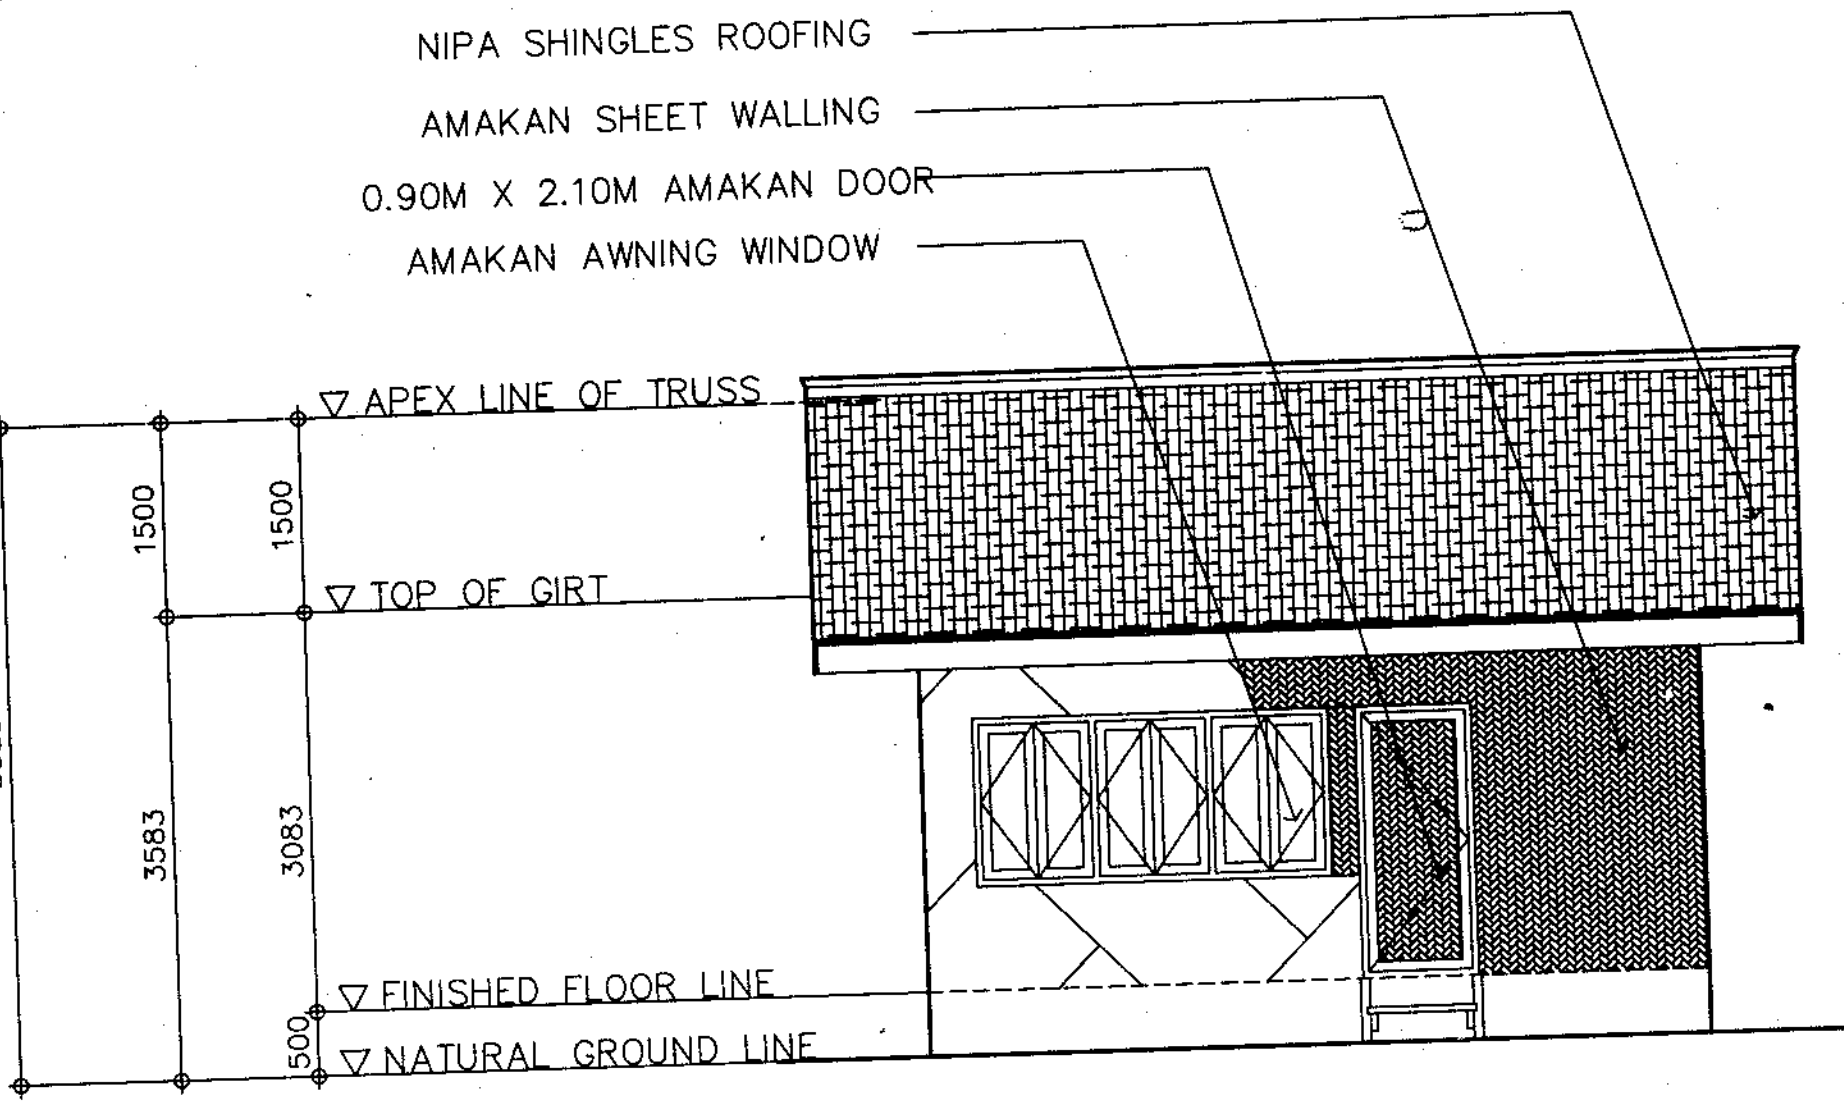 NIPA SHINGLES ROOFING
AMAKAN SHEET WALLING
0.90M X 2.10M AMAKAN DOOR
AMAKAN AWNING WINDOW
APEX LINE OF TRUSS
1500
1500
TOP OF GIRT
3583
3083
FINISHED FLOOR LINE
500
NATURAL GROUND LINE